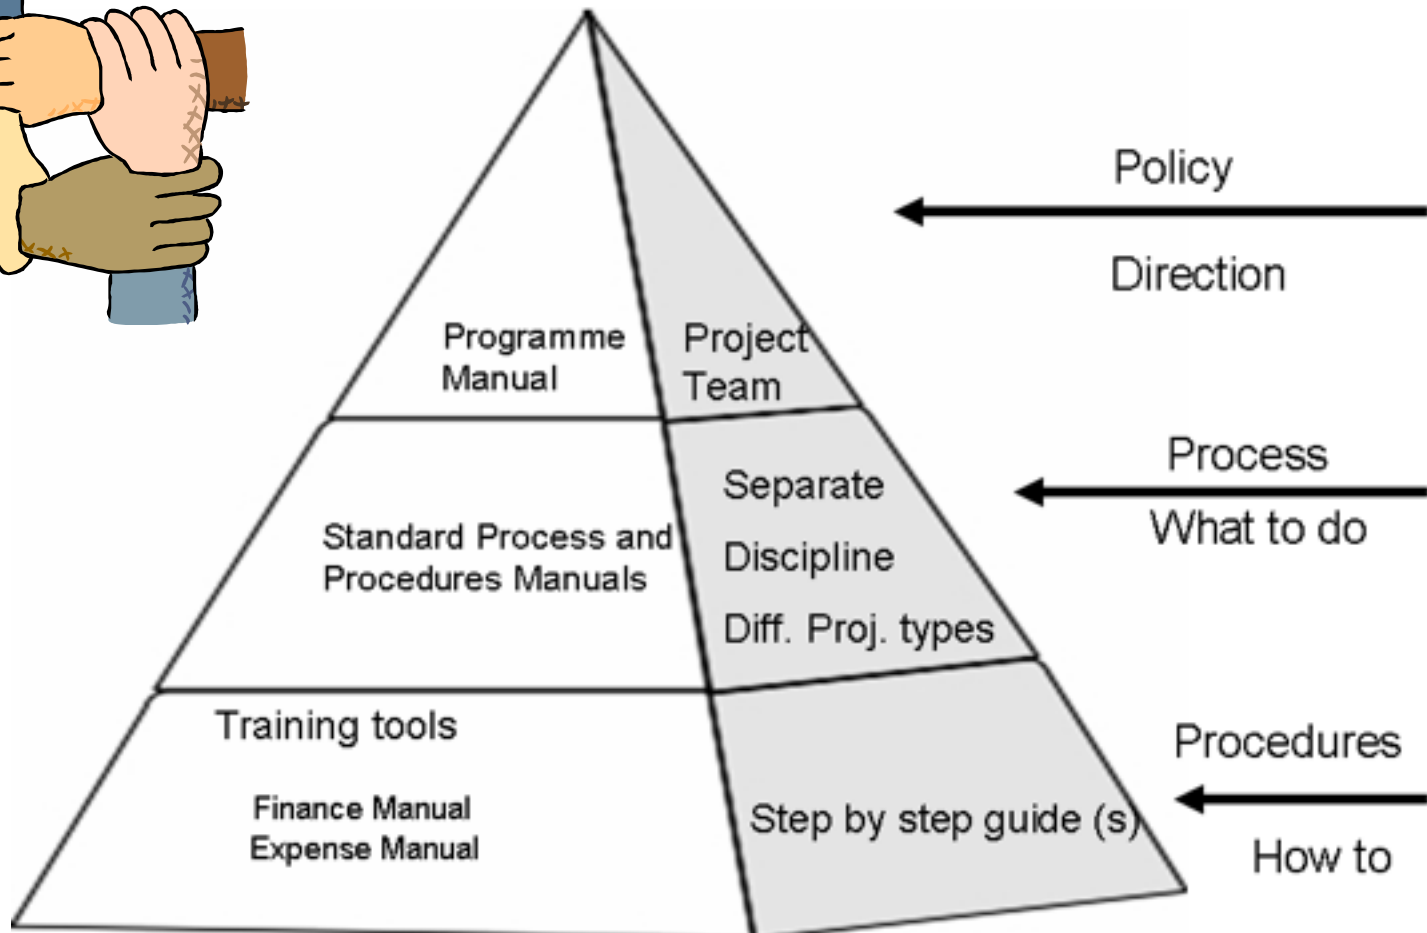 Policy
Direction
Programme
Manual
Project
Team
Process
What to do
Separate
Discipline
Diff. Proj. types
Standard Process and
Procedures Manuals
Training tools
Finance Manual
Expense Manual
Step by step guide (s)
Procedures
How to